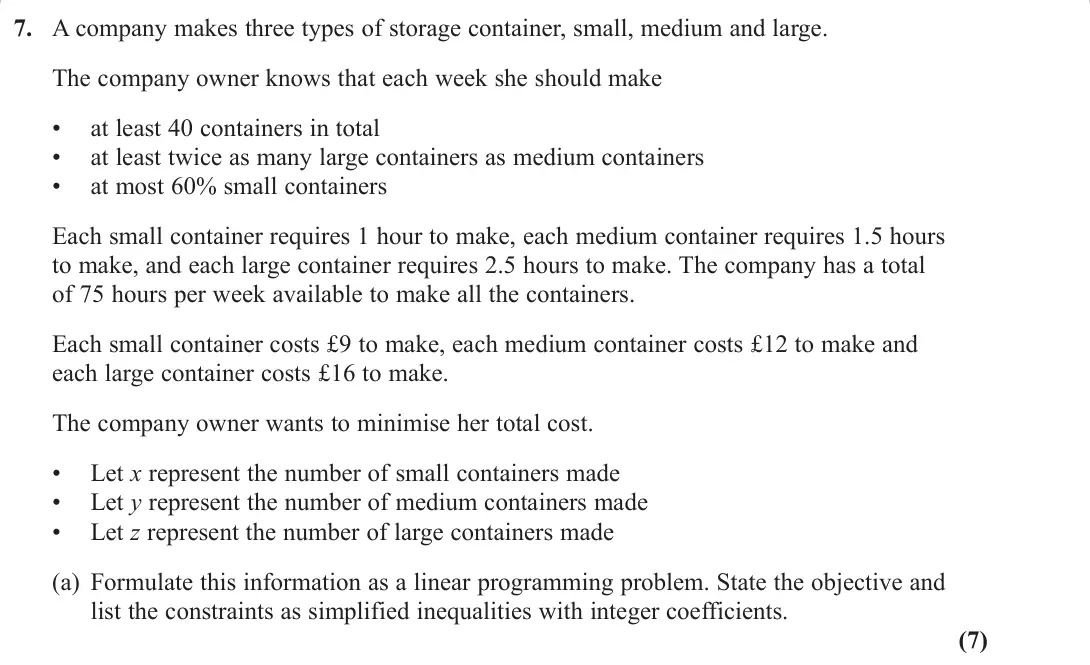 7. A company makes three types of storage container, small, medium and large.
The company owner knows that each week she should make
• at least 40 containers in total
• at least twice as many large containers as medium containers
• at most 60% small containers
Each small container requires 1 hour to make, each medium container requires 1.5 hours
to make, and each large container requires 2.5 hours to make. The company has a total
of 75 hours per week available to make all the containers.
Each small container costs £9 to make, each medium container costs £12 to make and
each large container costs £16 to make.
The company owner wants to minimise her total cost.
• Let x represent the number of small containers made
• Let y represent the number of medium containers made
• Let z represent the number of large containers made
(a) Formulate this information as a linear programming problem. State the objective and
list the constraints as simplified inequalities with integer coefficients.
(7)